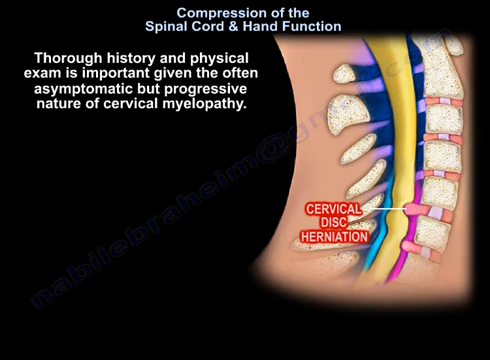 Compression of the
Spinal Cord & Hand Function
Thorough history and physical
exam is important given the often
asymptomatic but progressive
nature of cervical myelopathy.
CERVICAL
DISC
HERNIATION